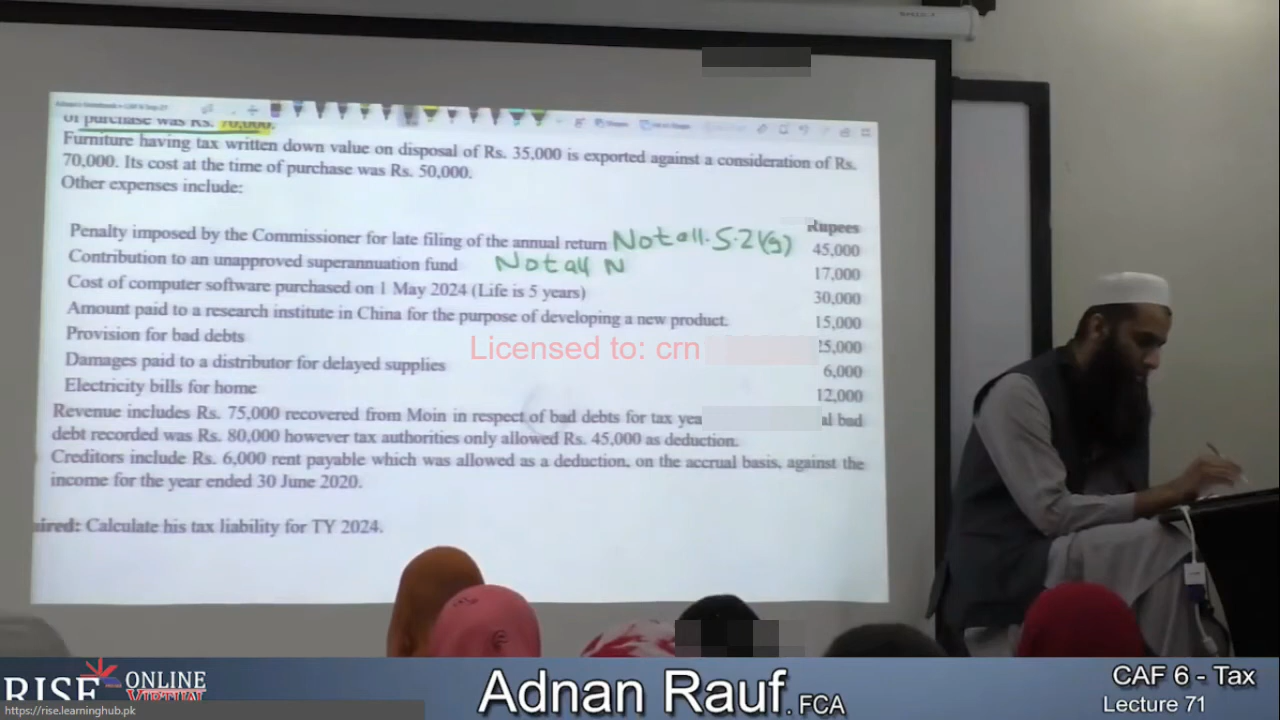 of purchase was Rs. 70,000.
Furniture having tax written down value on disposal of Rs. 35,000 is exported against a consideration of Rs.
70,000. Its cost at the time of purchase was Rs. 50,000.
Other expenses include:
Rupees
Penalty imposed by the Commissioner for late filing of the annual return Not all. S. 21(g) 45,000
Contribution to an unapproved superannuation fund Not all N 17,000
Cost of computer software purchased on 1 May 2024 (Life is 5 years) 30,000
Amount paid to a research institute in China for the purpose of developing a new product. 15,000
Provision for bad debts 25,000
Licensed to: crn
Damages paid to a distributor for delayed supplies 6,000
Electricity bills for home 12,000
Revenue includes Rs. 75,000 recovered from Moin in respect of bad debts for tax yea al bad
debt recorded was Rs. 80,000 however tax authorities only allowed Rs. 45,000 as deduction.
Creditors include Rs. 6,000 rent payable which was allowed as a deduction, on the accrual basis, against the
income for the year ended 30 June 2020.
uired: Calculate his tax liability for TY 2024.
RISE ONLINE VIRTUAL
https://rise.learninghub.pk
Adnan Rauf. FCA
CAF 6 - Tax
Lecture 71